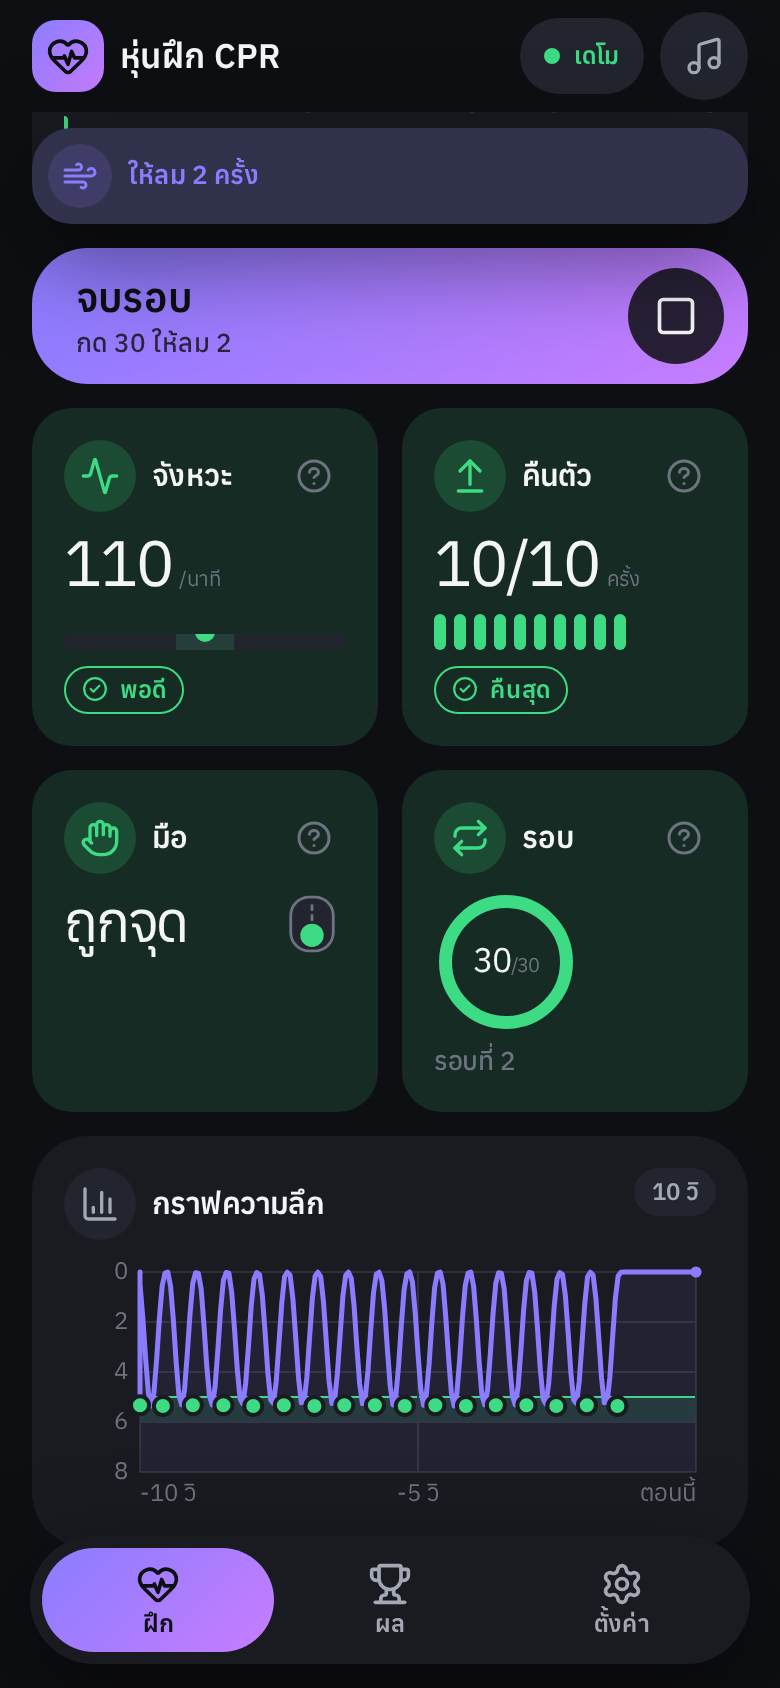 หุ่นฝึก CPR
เดโม
ให้ลม 2 ครั้ง
จบรอบ
กด 30 ให้ลม 2
จังหวะ
110 /นาที
พอดี
คืนตัว
10/10 ครั้ง
คืนสุด
มือ
ถูกจุด
รอบ
30/30
รอบที่ 2
กราฟความลึก
10 วิ
0
2
4
6
8
-10 วิ
-5 วิ
ตอนนี้
ฝึก
ผล
ตั้งค่า